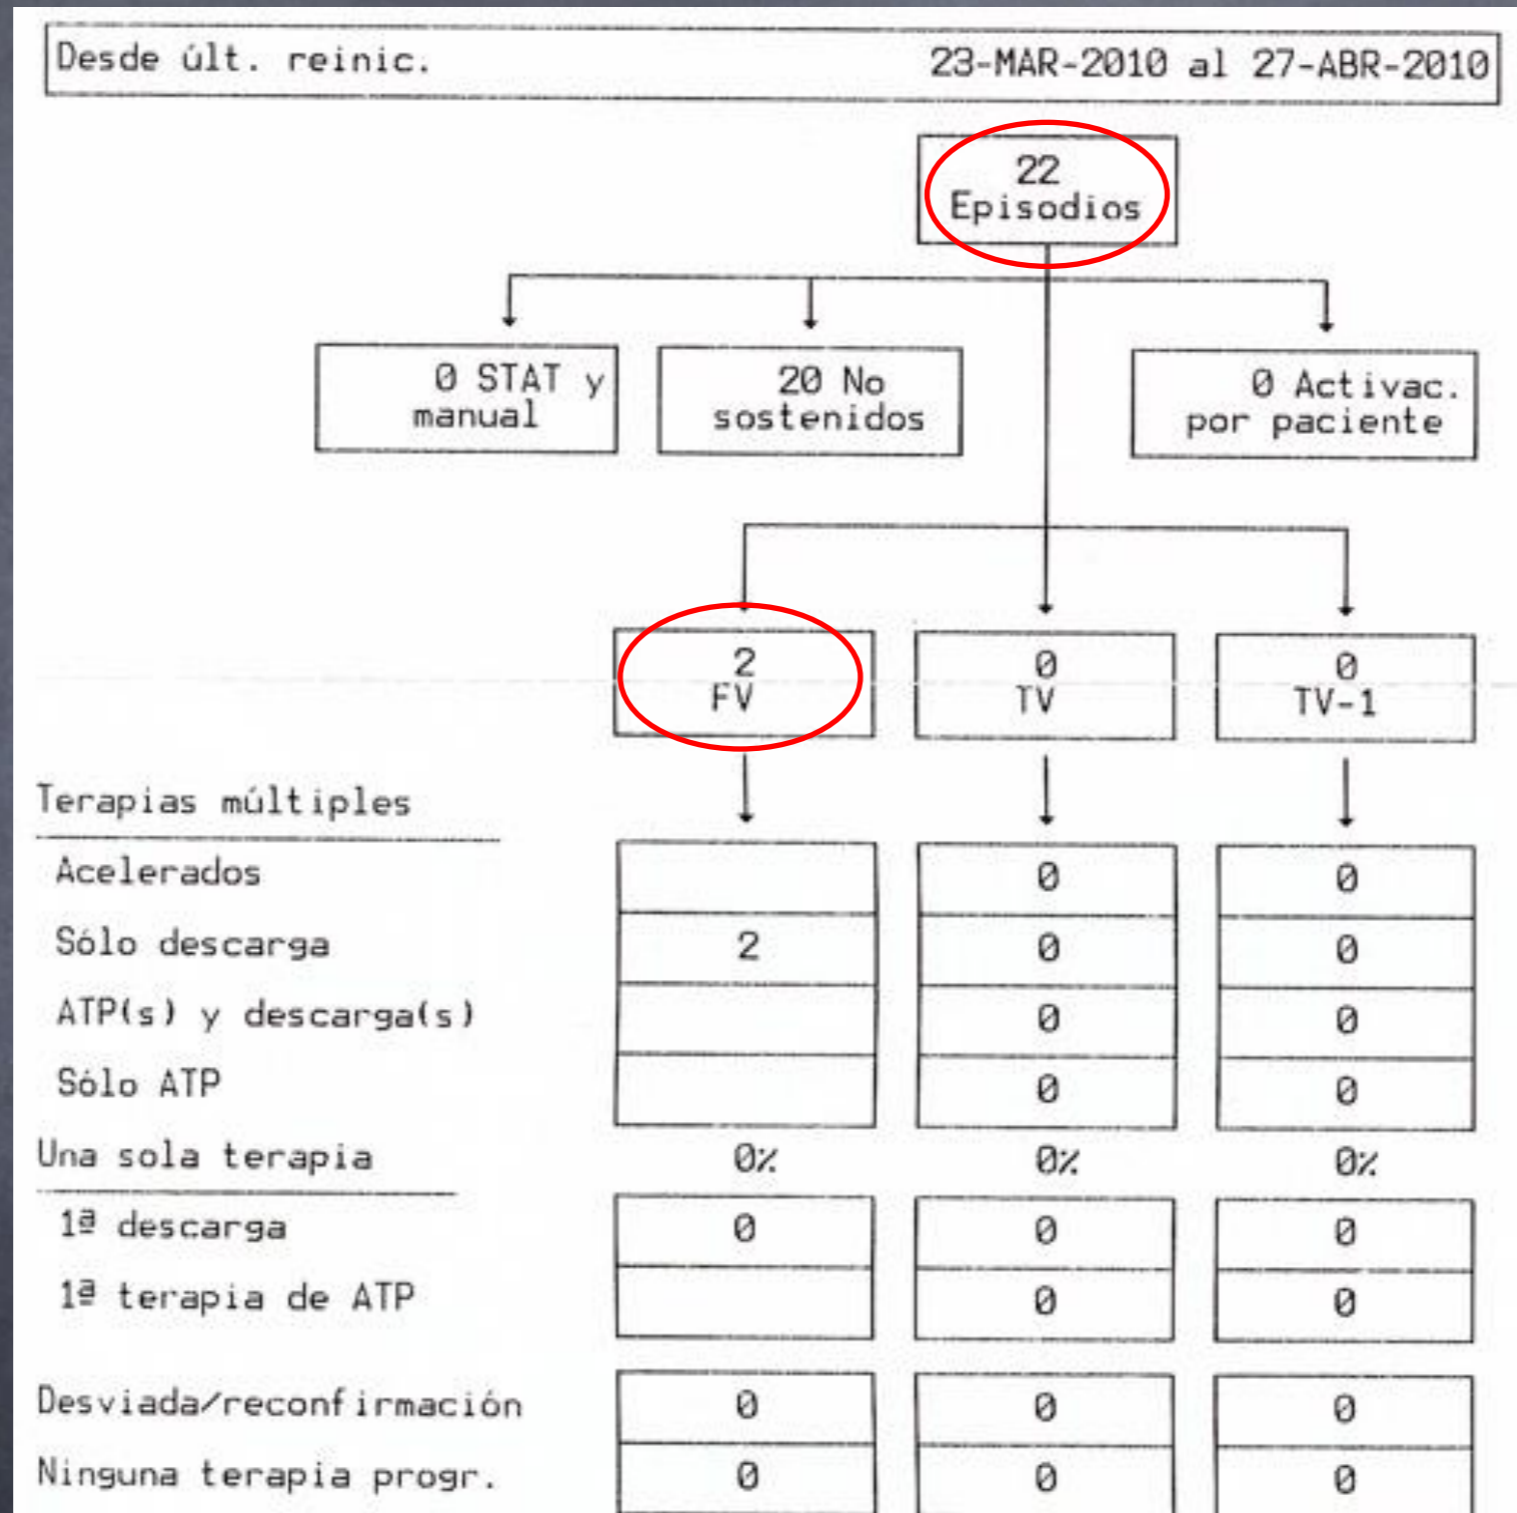 Desde últ. reinic. 23-MAR-2010 al 27-ABR-2010
22
Episodios
0 STAT y
manual
20 No
sostenidos
0 Activac.
por paciente
2
FV
0
TV
0
TV-1
Terapias múltiples
Acelerados 0 0
Sólo descarga 2 0 0
ATP(s) y descarga(s) 0 0
Sólo ATP 0 0
Una sola terapia 0% 0% 0%
1ª descarga 0 0 0
1ª terapia de ATP 0 0
Desviada/reconfirmación 0 0 0
Ninguna terapia progr. 0 0 0